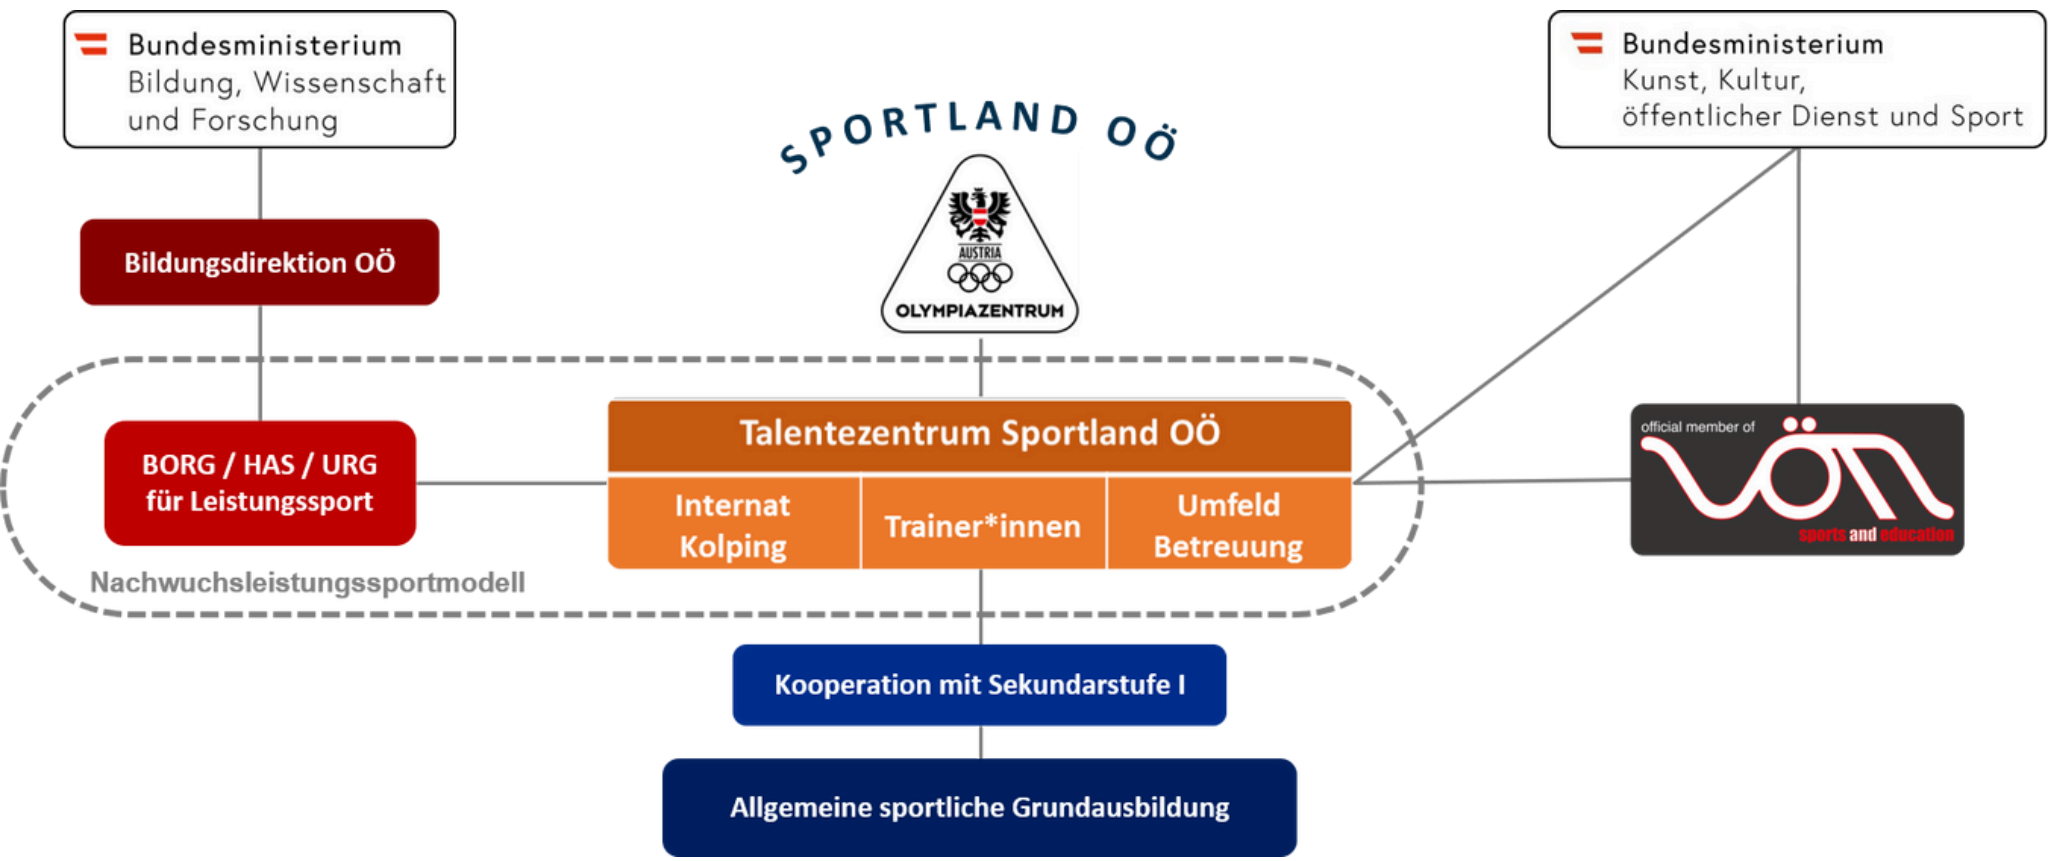 Bundesministerium
Bildung, Wissenschaft
und Forschung
Bundesministerium
Kunst, Kultur,
öffentlicher Dienst und Sport
SPORTLAND OÖ
AUSTRIA
OLYMPIAZENTRUM
Bildungsdirektion OÖ
BORG / HAS / URG
für Leistungssport
Talentezentrum Sportland OÖ
Internat
Kolping
Trainer*innen
Umfeld
Betreuung
official member of
VÖN
sports and education
Nachwuchsleistungssportmodell
Kooperation mit Sekundarstufe I
Allgemeine sportliche Grundausbildung